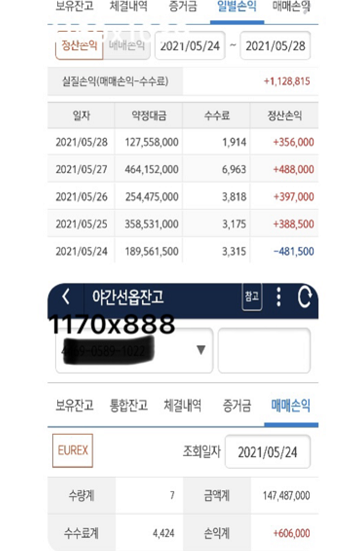 보유잔고 체결내역 증거금 일별손익 매매손익
정산손익 매매손익 2021/05/24 ~ 2021/05/28
실질손익(매매손익-수수료) +1,128,815
일자 약정대금 수수료 정산손익
2021/05/28 127,558,000 1,914 +356,000
2021/05/27 464,152,000 6,963 +488,000
2021/05/26 254,475,000 3,818 +397,000
2021/05/25 358,531,000 3,175 +388,500
2021/05/24 189,561,500 3,315 -481,500
야간선옵잔고 참고
1170x888
보유잔고 통합잔고 체결내역 증거금 매매손익
EUREX 조회일자 2021/05/24
수량계 7 금액계 147,487,000
수수료계 4,424 손익계 +606,000